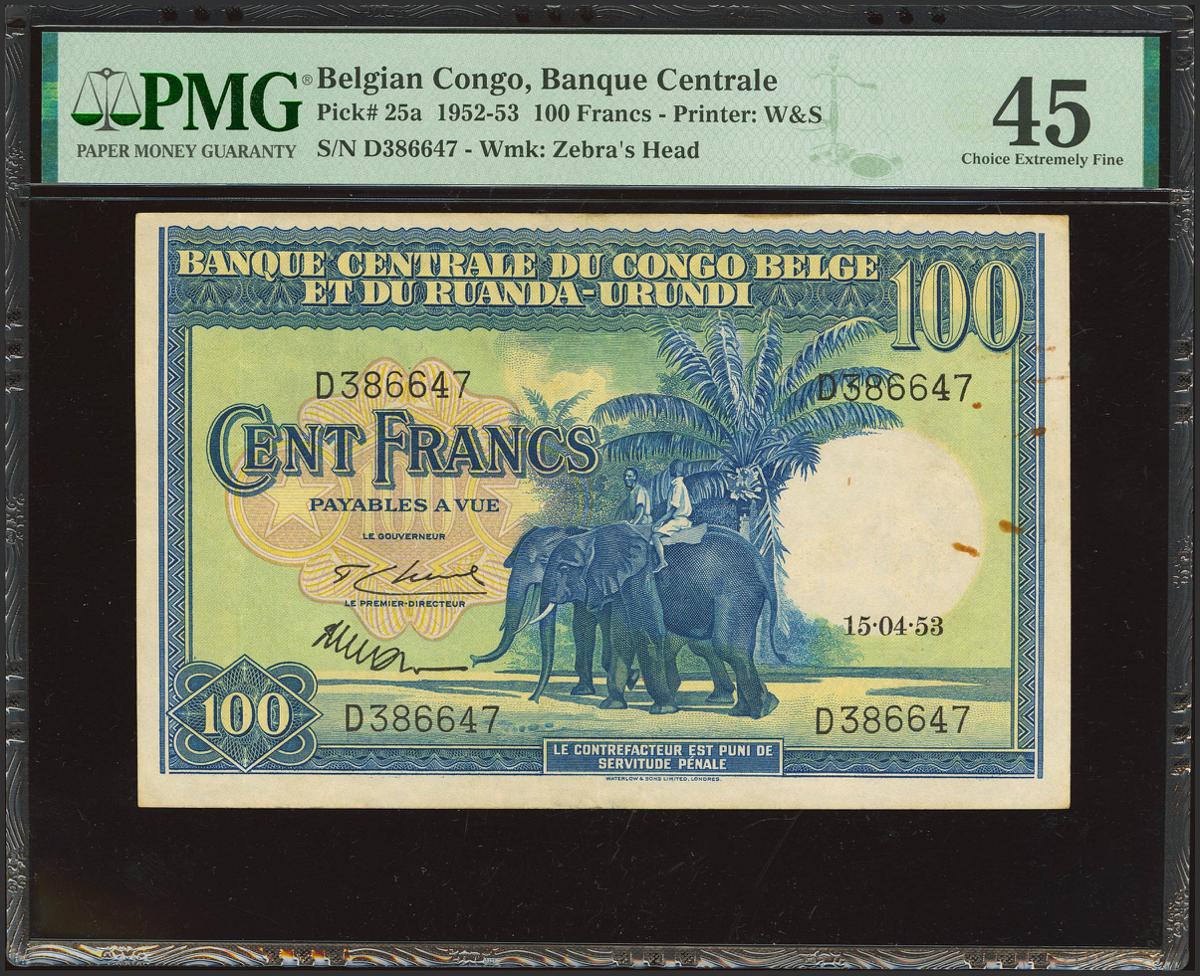 PMG®
PAPER MONEY GUARANTY
Belgian Congo, Banque Centrale
Pick# 25a 1952-53 100 Francs - Printer: W&S
S/N D386647 - Wmk: Zebra's Head
45
Choice Extremely Fine
BANQUE CENTRALE DU CONGO BELGE
ET DU RUANDA-URUNDI
100
D386647
D386647
CENT FRANCS
PAYABLES A VUE
100
LE GOUVERNEUR
LE PREMIER-DIRECTEUR
15·04·53
100
D386647
D386647
LE CONTREFACTEUR EST PUNI DE
SERVITUDE PÉNALE
WATERLOW & SONS LIMITED, LONDRES.